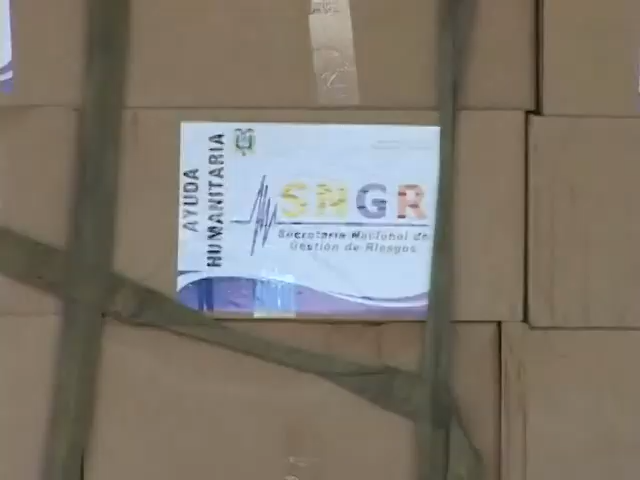 AYUDA
HUMANITARIA
SNGR
Secretaría Nacional de
Gestión de Riesgos